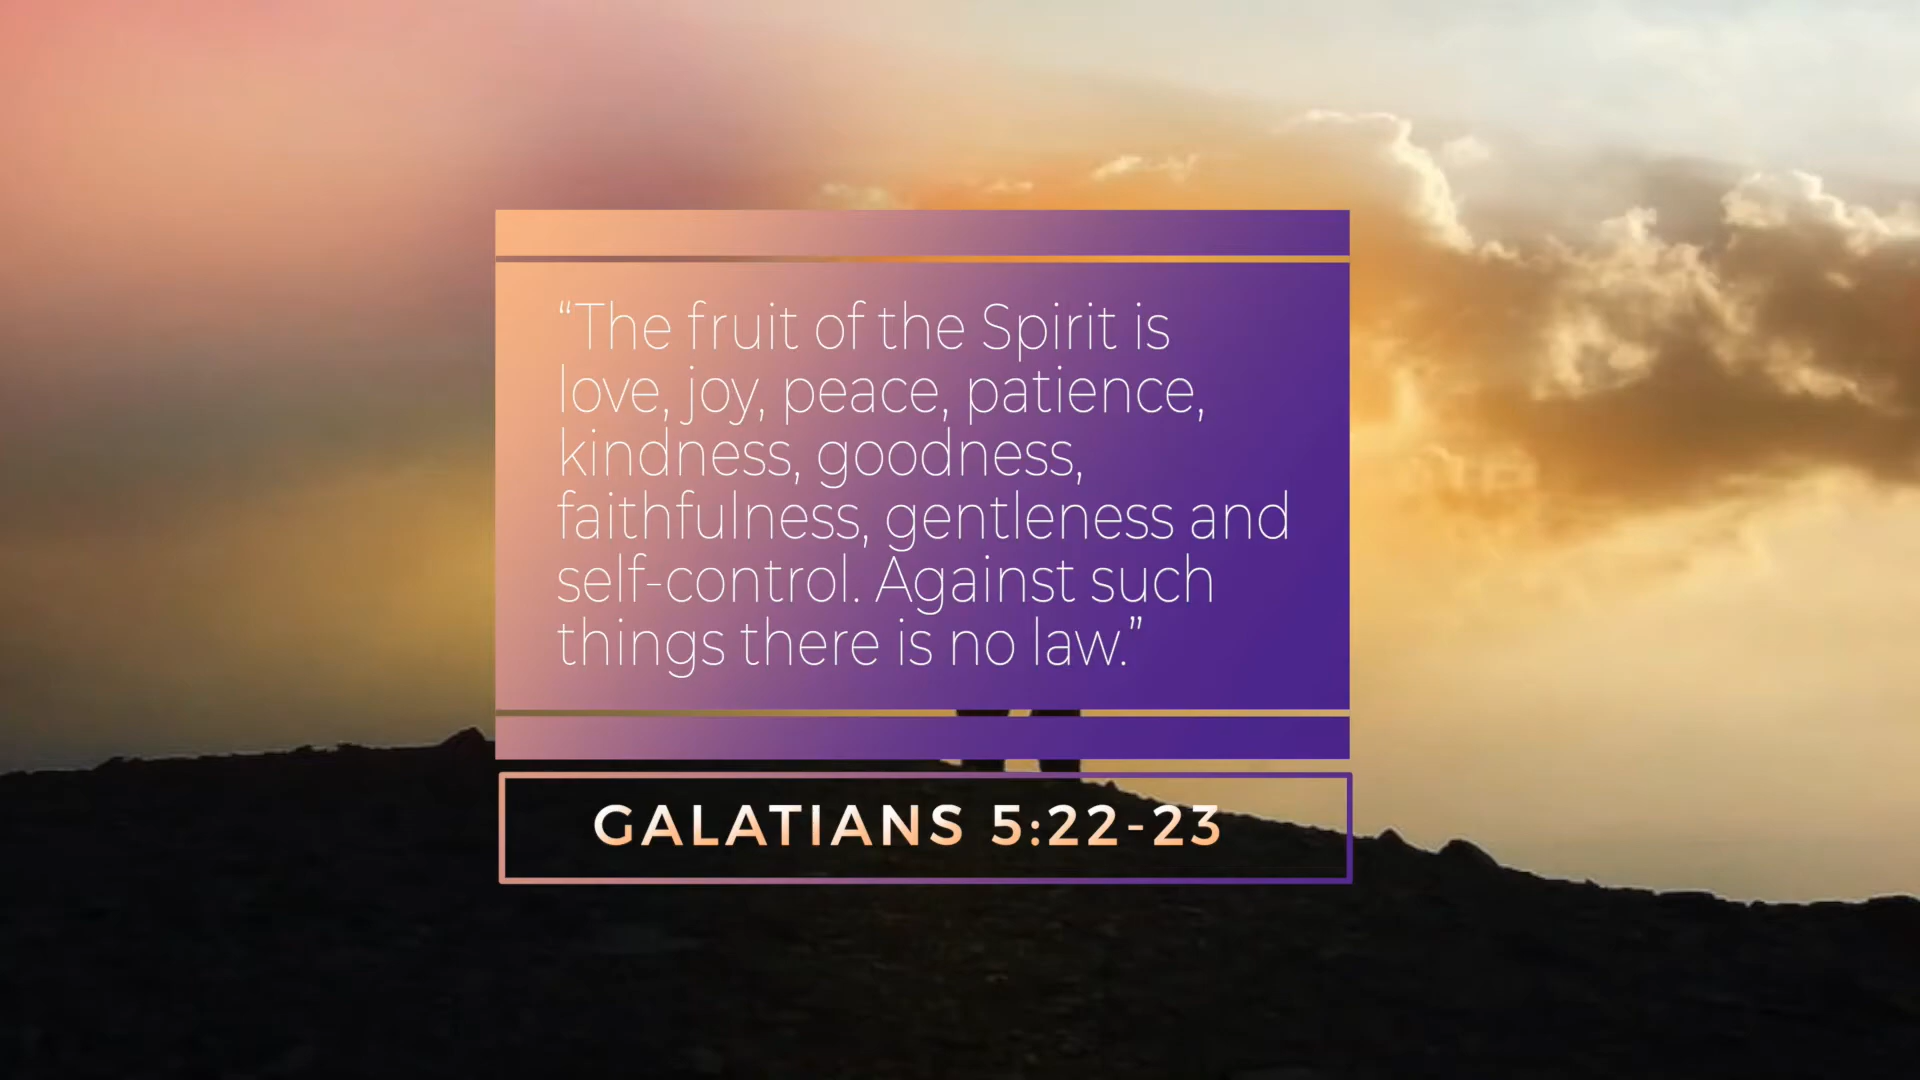 “The fruit of the Spirit is
love, joy, peace, patience,
kindness, goodness,
faithfulness, gentleness and
self-control. Against such
things there is no law.”
GALATIANS 5:22-23